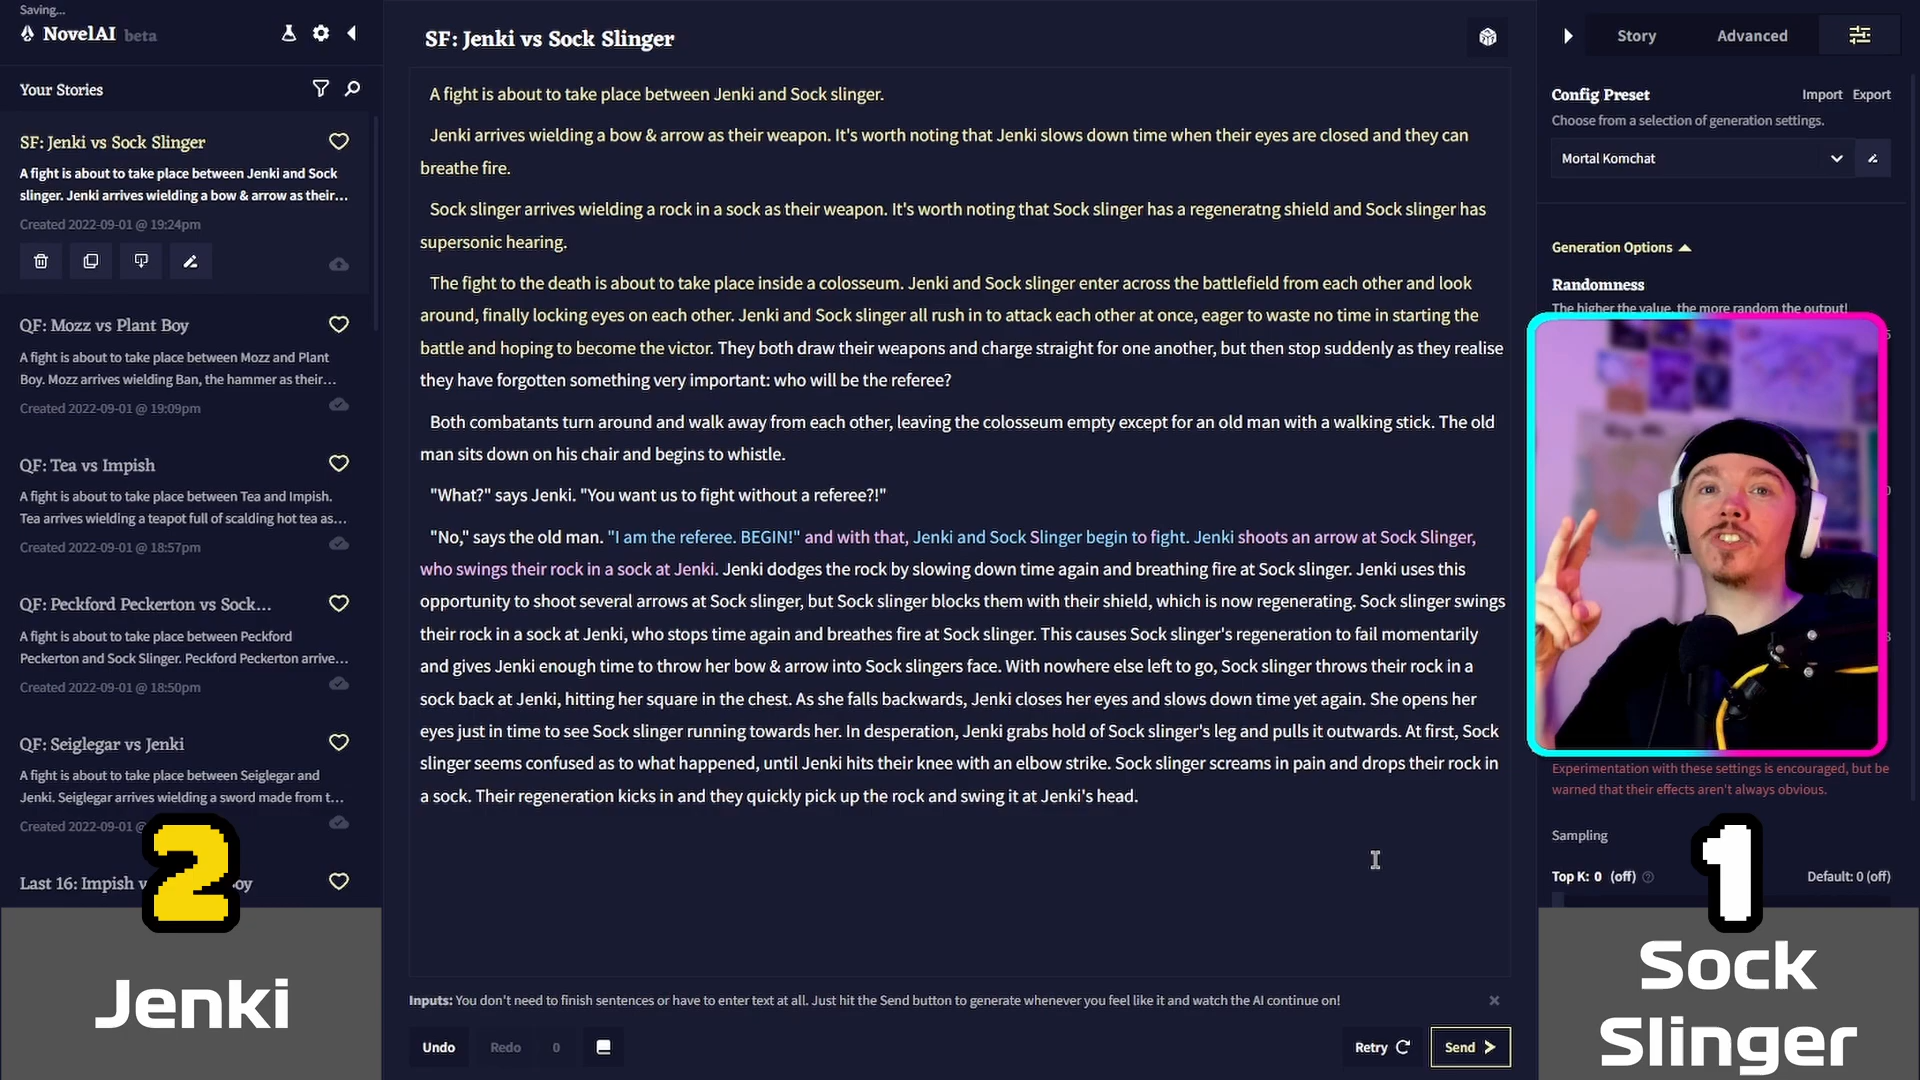 Saving...
NovelAI beta
Your Stories
SF: Jenki vs Sock Slinger
A fight is about to take place between Jenki and Sock
slinger. Jenki arrives wielding a bow & arrow as their...
Created 2022-09-01 @ 19:24pm
QF: Mozz vs Plant Boy
A fight is about to take place between Mozz and Plant
Boy. Mozz arrives wielding Ban, the hammer as their...
Created 2022-09-01 @ 19:09pm
QF: Tea vs Impish
A fight is about to take place between Tea and Impish.
Tea arrives wielding a teapot full of scalding hot tea as...
Created 2022-09-01 @ 18:57pm
QF: Peckford Peckerton vs Sock...
A fight is about to take place between Peckford
Peckerton and Sock Slinger. Peckford Peckerton arrive...
Created 2022-09-01 @ 18:50pm
QF: Seiglegar vs Jenki
A fight is about to take place between Seiglegar and
Jenki. Seiglegar arrives wielding a sword made from t...
Created 2022-09-01 @
Last 16: Impish v oy
2
Jenki
SF: Jenki vs Sock Slinger
A fight is about to take place between Jenki and Sock slinger.
Jenki arrives wielding a bow & arrow as their weapon. It's worth noting that Jenki slows down time when their eyes are closed and they can
breathe fire.
Sock slinger arrives wielding a rock in a sock as their weapon. It's worth noting that Sock slinger has a regeneratng shield and Sock slinger has
supersonic hearing.
The fight to the death is about to take place inside a colosseum. Jenki and Sock slinger enter across the battlefield from each other and look
around, finally locking eyes on each other. Jenki and Sock slinger all rush in to attack each other at once, eager to waste no time in starting the
battle and hoping to become the victor. They both draw their weapons and charge straight for one another, but then stop suddenly as they realise
they have forgotten something very important: who will be the referee?
Both combatants turn around and walk away from each other, leaving the colosseum empty except for an old man with a walking stick. The old
man sits down on his chair and begins to whistle.
"What?" says Jenki. "You want us to fight without a referee?!"
"No," says the old man. "I am the referee. BEGIN!" and with that, Jenki and Sock Slinger begin to fight. Jenki shoots an arrow at Sock Slinger,
who swings their rock in a sock at Jenki. Jenki dodges the rock by slowing down time again and breathing fire at Sock slinger. Jenki uses this
opportunity to shoot several arrows at Sock slinger, but Sock slinger blocks them with their shield, which is now regenerating. Sock slinger swings
their rock in a sock at Jenki, who stops time again and breathes fire at Sock slinger. This causes Sock slinger's regeneration to fail momentarily
and gives Jenki enough time to throw her bow & arrow into Sock slingers face. With nowhere else left to go, Sock slinger throws their rock in a
sock back at Jenki, hitting her square in the chest. As she falls backwards, Jenki closes her eyes and slows down time yet again. She opens her
eyes just in time to see Sock slinger running towards her. In desperation, Jenki grabs hold of Sock slinger's leg and pulls it outwards. At first, Sock
slinger seems confused as to what happened, until Jenki hits their knee with an elbow strike. Sock slinger screams in pain and drops their rock in
a sock. Their regeneration kicks in and they quickly pick up the rock and swing it at Jenki's head.
Inputs: You don't need to finish sentences or have to enter text at all. Just hit the Send button to generate whenever you feel like it and watch the AI continue on!
Undo Redo 0 Retry Send
Story Advanced
Config Preset Import Export
Choose from a selection of generation settings.
Mortal Komchat
Generation Options
Randomness
The higher the value, the more random the output!
Experimentation with these settings is encouraged, but be
warned that their effects aren't always obvious.
Sampling
Top K: 0 (off) Default: 0 (off)
1
Sock
Slinger